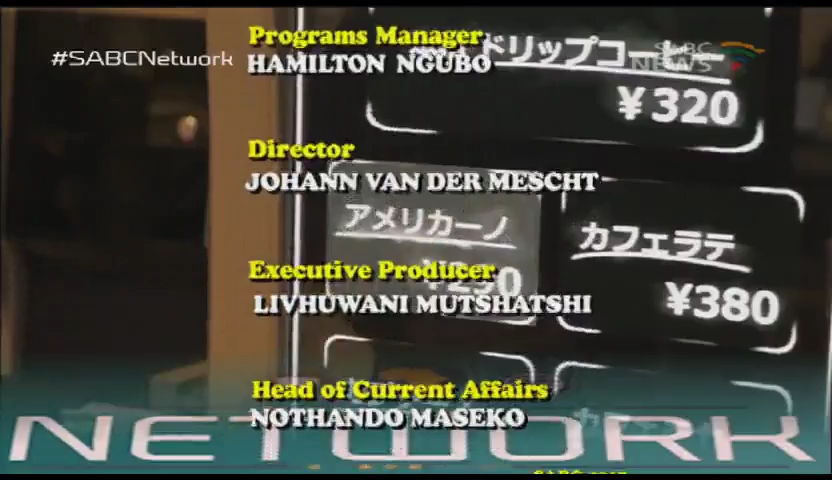 Programs Manager
#SABCNetwork
HAMILTON NGUBO
ドリップコーヒー
SABC
NEWS
¥320
Director
JOHANN VAN DER MESCHT
アメリカーノ
カフェラテ
Executive Producer
LIVHUWANI MUTSHATSHI
¥380
Head of Current Affairs
NOTHANDO MASEKO
NETWORK